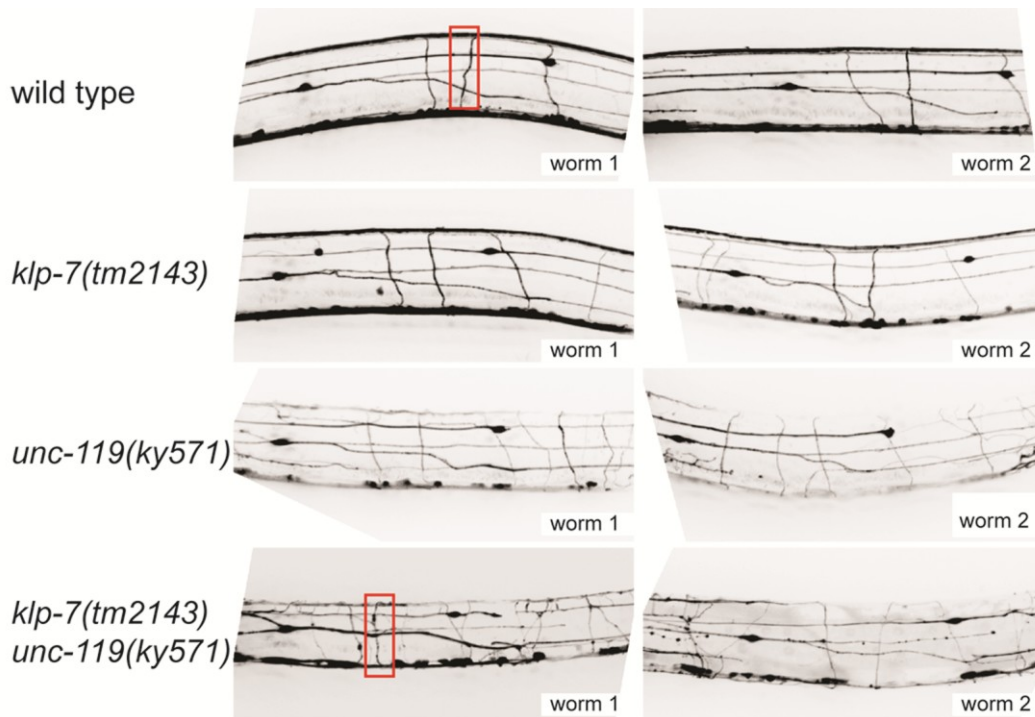 wild type
worm 1
worm 2
klp-7(tm2143)
worm 1
worm 2
unc-119(ky571)
worm 1
worm 2
klp-7(tm2143)
unc-119(ky571)
worm 1
worm 2